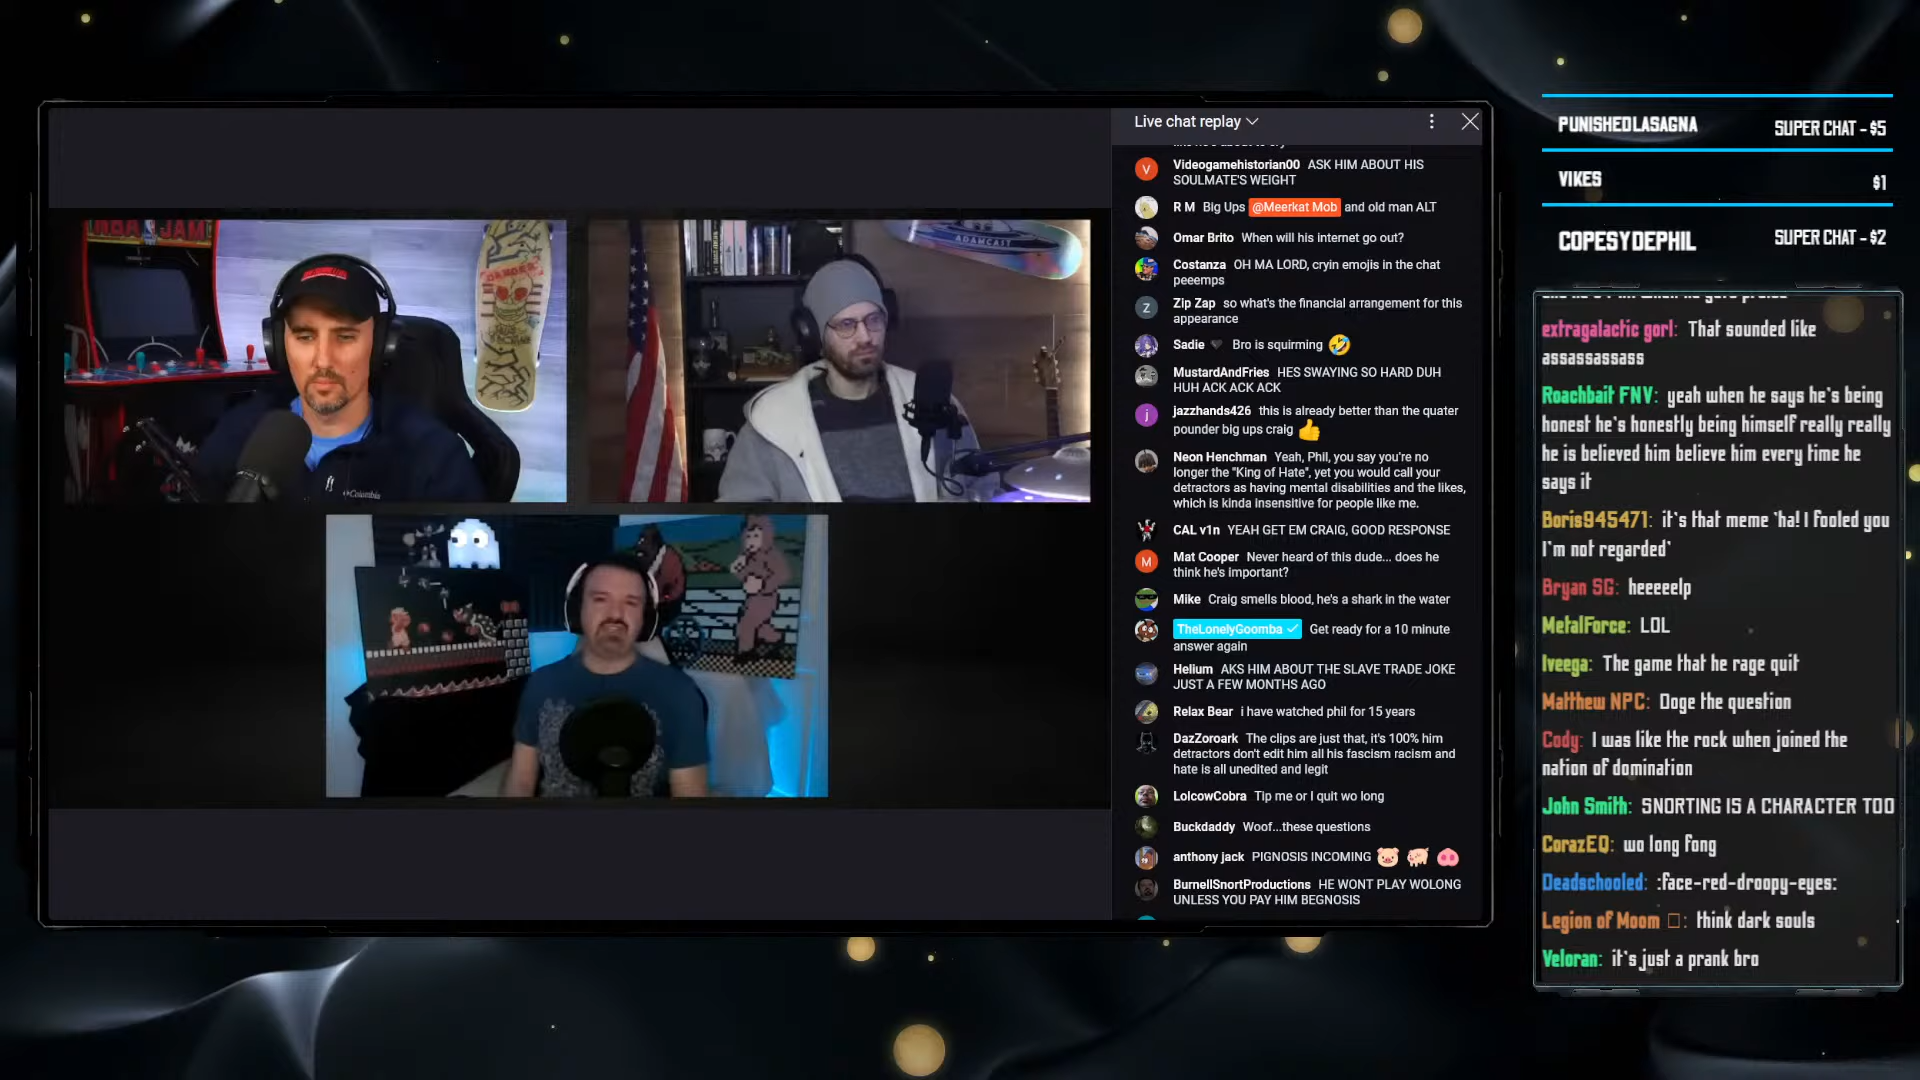 NBA JAM
DANGER
Columbia
ADAMCAST
Live chat replay
Videogamehistorian00 ASK HIM ABOUT HIS
SOULMATE'S WEIGHT
R M Big Ups @Meerkat Mob and old man ALT
Omar Brito When will his internet go out?
Costanza OH MA LORD, cryin emojis in the chat
peeemps
Zip Zap so what's the financial arrangement for this
appearance
Sadie 🖤 Bro is squirming 🤣
MustardAndFries HES SWAYING SO HARD DUH
HUH ACK ACK ACK
jazzhands426 this is already better than the quater
pounder big ups craig 👍
Neon Henchman Yeah, Phil, you say you're no
longer the "King of Hate", yet you would call your
detractors as having mental disabilities and the likes,
which is kinda insensitive for people like me.
CAL v1n YEAH GET EM CRAIG, GOOD RESPONSE
Mat Cooper Never heard of this dude... does he
think he's important?
Mike Craig smells blood, he's a shark in the water
TheLonelyGoomba Get ready for a 10 minute
answer again
Helium AKS HIM ABOUT THE SLAVE TRADE JOKE
JUST A FEW MONTHS AGO
Relax Bear i have watched phil for 15 years
DazZoroark The clips are just that, it's 100% him
detractors don't edit him all his fascism racism and
hate is all unedited and legit
LolcowCobra Tip me or I quit wo long
Buckdaddy Woof...these questions
anthony jack PIGNOSIS INCOMING 🐷 🐖 🐽
BurnellSnortProductions HE WONT PLAY WOLONG
UNLESS YOU PAY HIM BEGNOSIS
PUNISHEDLASAGNA SUPER CHAT - $5
VIKES $1
COPESYDEPHIL SUPER CHAT - $2
extragalactic gorl: That sounded like
assassassass
Roachbait FNV: yeah when he says he's being
honest he's honestly being himself really really
he is believed him believe him every time he
says it
Boris945471: it's that meme 'ha! I fooled you
I'm not regarded'
Bryan SG: heeeeelp
MetalForce: LOL
Iveega: The game that he rage quit
Matthew NPC: Doge the question
Cody: I was like the rock when joined the
nation of domination
John Smith: SNORTING IS A CHARACTER TOO
CorazEQ: wo long fong
Deadschooled: :face-red-droopy-eyes:
Legion of Moom: think dark souls
Veloran: it's just a prank bro